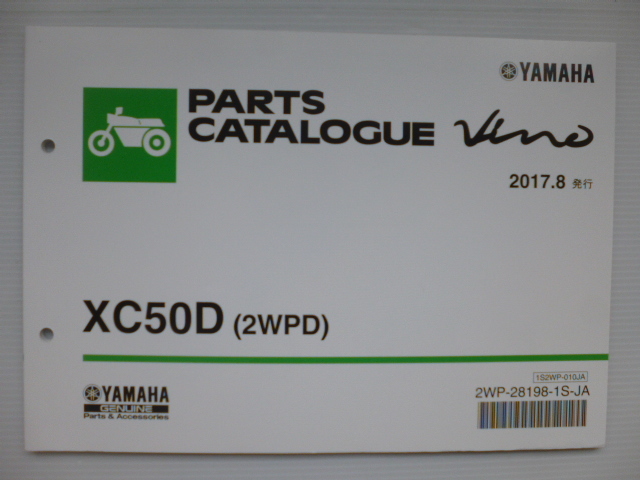 YAMAHA
PARTS
CATALOGUE Vino
2017.8 発行
XC50D (2WPD)
1S2WP-010JA
YAMAHA
GENUINE
Parts & Accessories
2WP-28198-1S-JA